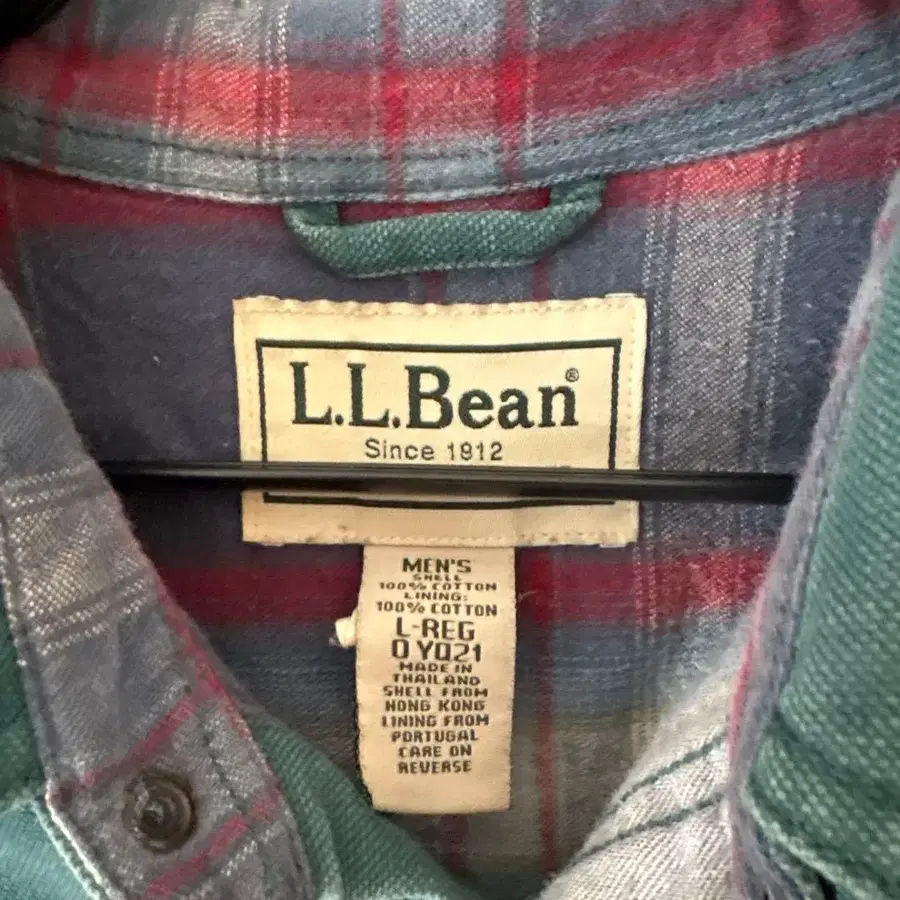 L.L.Bean®
Since 1912
MEN'S
SHELL
100% COTTON
LINING:
100% COTTON
L-REG
0 YQ21
MADE IN
THAILAND
SHELL FROM
HONG KONG
LINING FROM
PORTUGAL
CARE ON
REVERSE